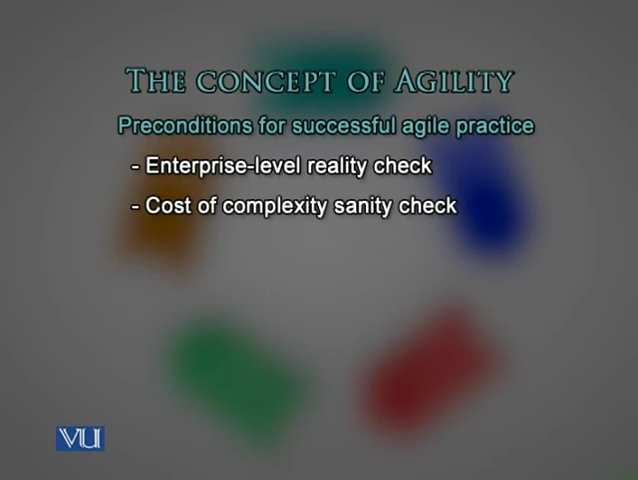 THE CONCEPT OF AGILITY
Preconditions for successful agile practice
- Enterprise-level reality check
- Cost of complexity sanity check
VU